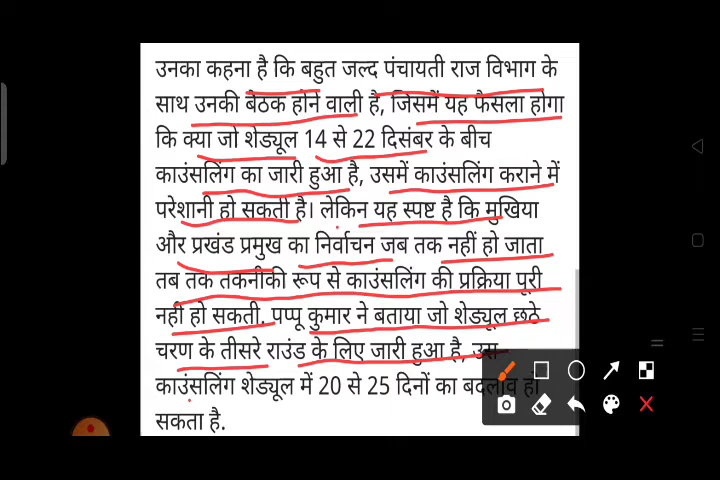 उनका कहना है कि बहुत जल्द पंचायती राज विभाग के
साथ उनकी बैठक होने वाली है, जिसमें यह फैसला होगा
कि क्या जो शेड्यूल 14 से 22 दिसंबर के बीच
काउंसलिंग का जारी हुआ है, उसमें काउंसलिंग कराने में
परेशानी हो सकती है। लेकिन यह स्पष्ट है कि मुखिया
और प्रखंड प्रमुख का निर्वाचन जब तक नहीं हो जाता
तब तक तकनीकी रूप से काउंसलिंग की प्रक्रिया पूरी
नहीं हो सकती. पप्पू कुमार ने बताया जो शेड्यूल छठे
चरण के तीसरे राउंड के लिए जारी हुआ है, उस
काउंसलिंग शेड्यूल में 20 से 25 दिनों का बदलाव हो
सकता है.